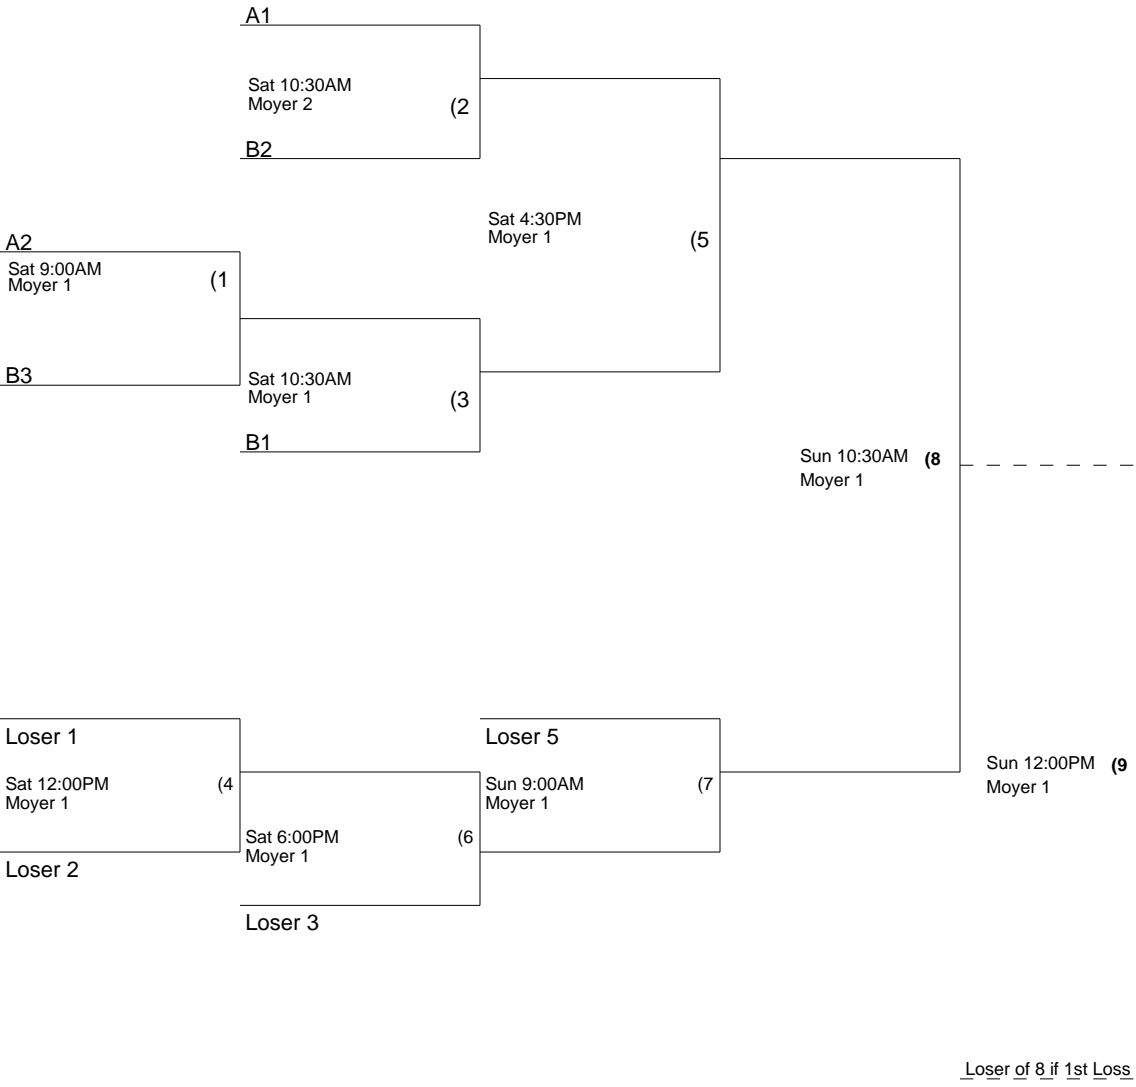 A1
Sat 10:30AM
Moyer 2
(2
B2
Sat 4:30PM
Moyer 1
(5
A2
Sat 9:00AM
Moyer 1
(1
B3
Sat 10:30AM
Moyer 1
(3
B1
Sun 10:30AM (8
Moyer 1
Loser 1
Sat 12:00PM
Moyer 1
(4
Loser 2
Sat 6:00PM
Moyer 1
(6
Loser 3
Loser 5
Sun 9:00AM
Moyer 1
(7
Sun 12:00PM (9
Moyer 1
Loser of 8 if 1st Loss